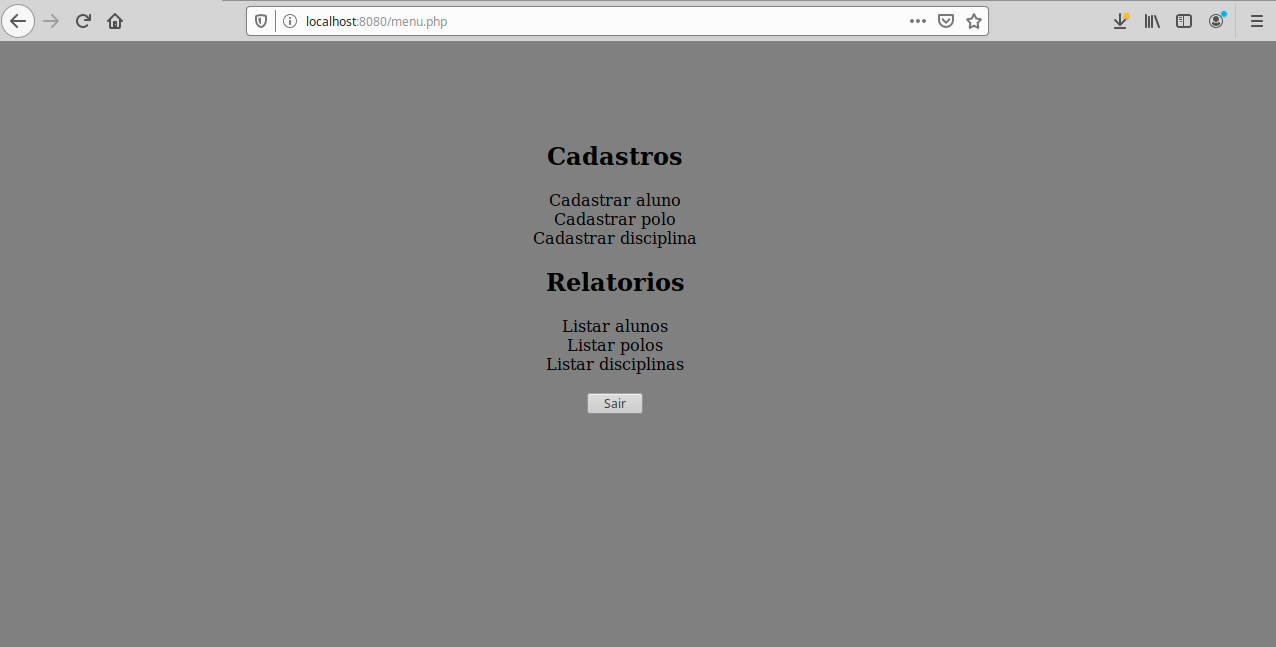 localhost:8080/menu.php
Cadastros
Cadastrar aluno
Cadastrar polo
Cadastrar disciplina
Relatorios
Listar alunos
Listar polos
Listar disciplinas
Sair